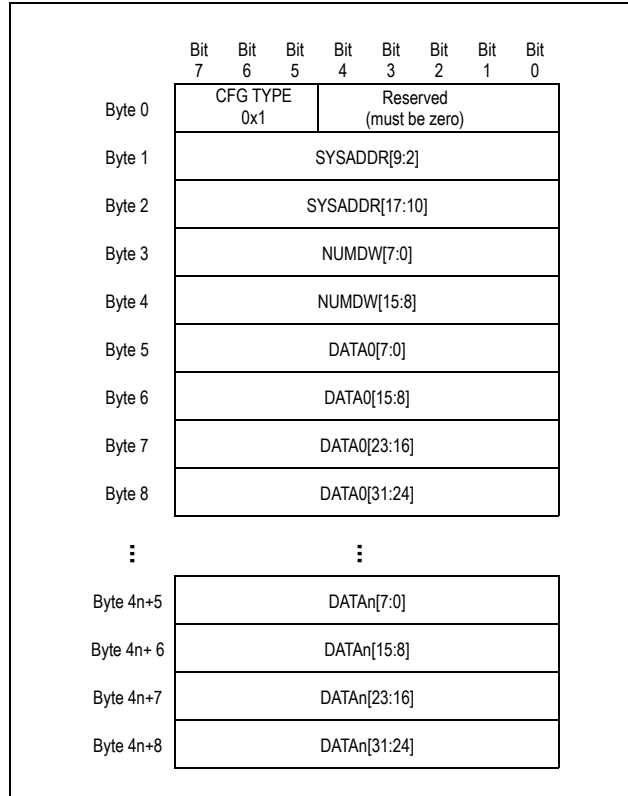 Bit Bit Bit Bit Bit Bit Bit Bit
7 6 5 4 3 2 1 0
Byte 0 CFG TYPE Reserved
0x1 (must be zero)
Byte 1 SYSADDR[9:2]
Byte 2 SYSADDR[17:10]
Byte 3 NUMDW[7:0]
Byte 4 NUMDW[15:8]
Byte 5 DATA0[7:0]
Byte 6 DATA0[15:8]
Byte 7 DATA0[23:16]
Byte 8 DATA0[31:24]
... ...
Byte 4n+5 DATAn[7:0]
Byte 4n+ 6 DATAn[15:8]
Byte 4n+7 DATAn[23:16]
Byte 4n+8 DATAn[31:24]